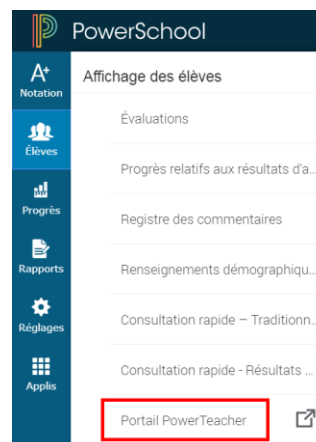 PowerSchool
A+
Notation
Affichage des élèves
Évaluations
Élèves
Progrès relatifs aux résultats d'a...
Progrès
Registre des commentaires
Rapports
Renseignements démographiqu...
Réglages
Consultation rapide – Traditionn...
Consultation rapide - Résultats ...
Applis
Portail PowerTeacher